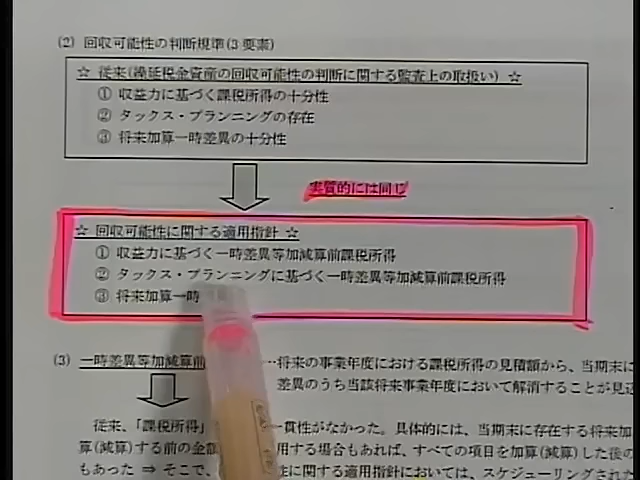 (2) 回収可能性の判断規準(3要素)
☆ 従来(繰延税金資産の回収可能性の判断に関する監査上の取扱い) ☆
① 収益力に基づく課税所得の十分性
② タックス・プランニングの存在
③ 将来加算一時差異の十分性
実質的には同じ
☆ 回収可能性に関する適用指針 ☆
① 収益力に基づく一時差異等加減算前課税所得
② タックス・プランニングに基づく一時差異等加減算前課税所得
③ 将来加算一時
(3) 一時差異等加減算前 …将来の事業年度における課税所得の見積額から、当期末に
差異のうち当該将来事業年度において解消することが見
従来、「課税所得」 一貫性がなかった。具体的には、当期末に存在する将来加
算(減算)する前の金額 用する場合もあれば、すべての項目を加算(減算)した後の
もあった ⇒ そこで、 に関する適用指針においては、スケジューリングされた